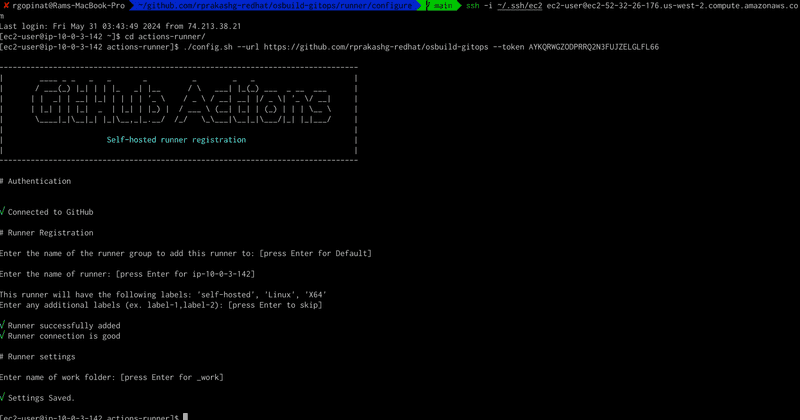 ✘ rgopinat@Rams-MacBook-Pro ~/github.com/rprakashg-redhat/osbuild-gitops/runner/configure main ssh -i ~/.ssh/ec2 ec2-user@ec2-52-32-26-176.us-west-2.compute.amazonaws.co
m
Last login: Fri May 31 03:43:49 2024 from 74.213.38.21
[ec2-user@ip-10-0-3-142 ~]$ cd actions-runner/
[ec2-user@ip-10-0-3-142 actions-runner]$ ./config.sh --url https://github.com/rprakashg-redhat/osbuild-gitops --token AYKQRWGZODPRRQ2N3FUJZELGLFL66
GitHub Actions
Self-hosted runner registration
# Authentication
√ Connected to GitHub
# Runner Registration
Enter the name of the runner group to add this runner to: [press Enter for Default]
Enter the name of runner: [press Enter for ip-10-0-3-142]
This runner will have the following labels: 'self-hosted', 'Linux', 'X64'
Enter any additional labels (ex. label-1,label-2): [press Enter to skip]
√ Runner successfully added
√ Runner connection is good
# Runner settings
Enter name of work folder: [press Enter for _work]
√ Settings Saved.
[ec2-user@ip-10-0-3-142 actions-runner]$